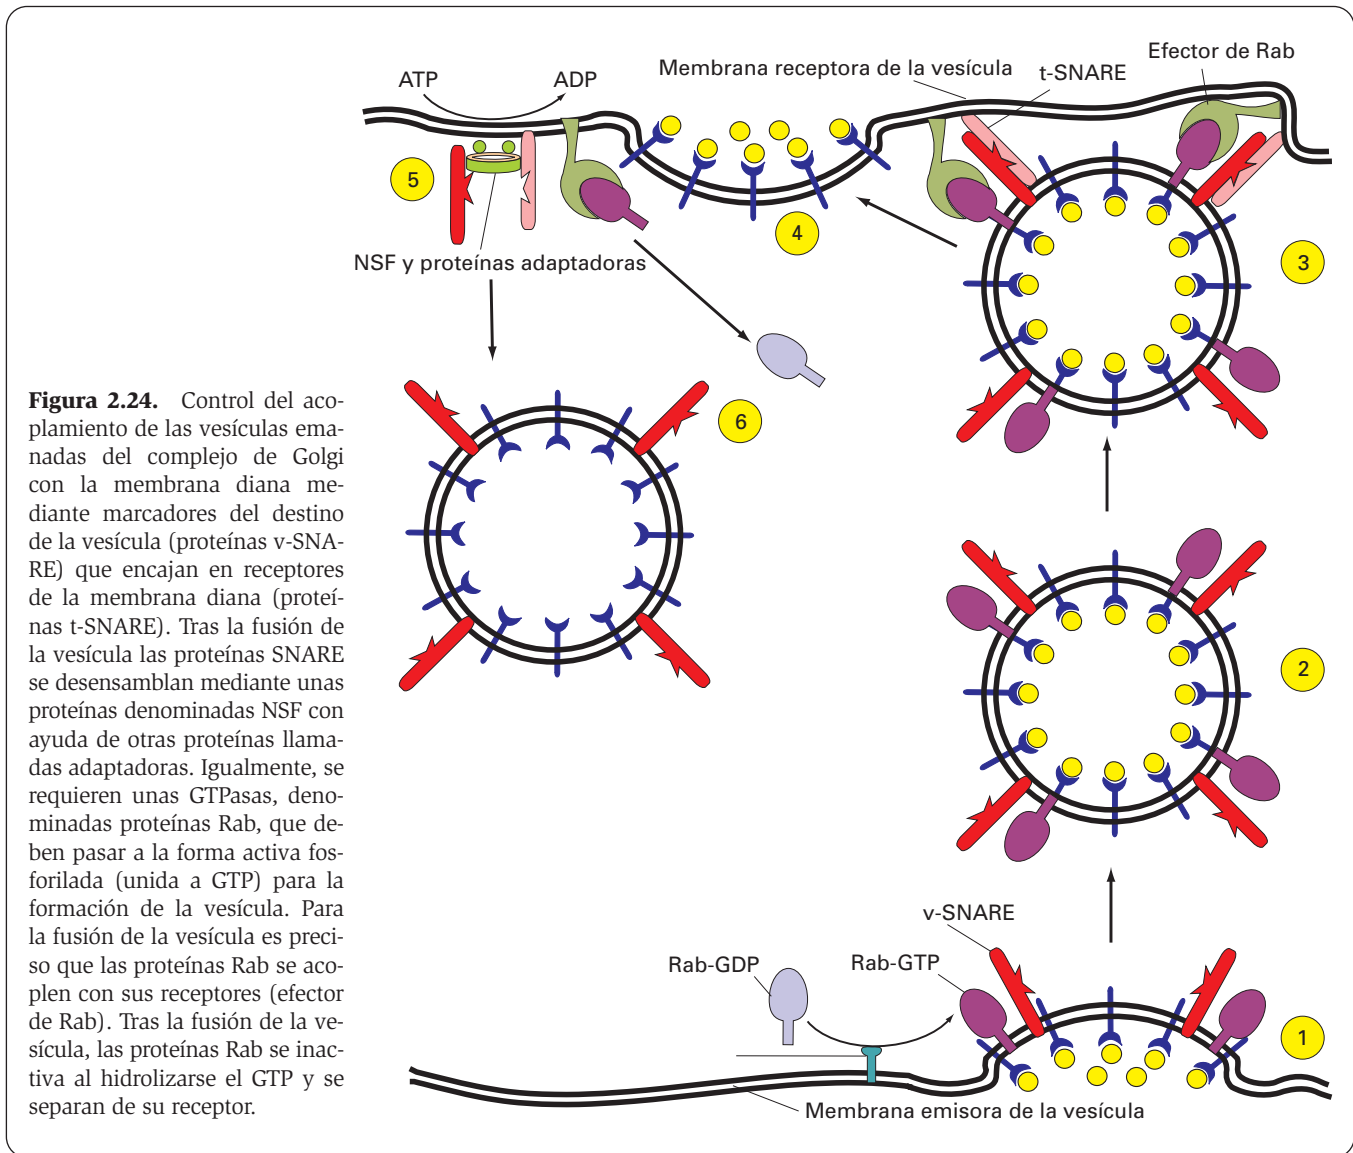 ATP
ADP
Membrana receptora de la vesícula
t-SNARE
Efector de Rab
5
4
3
NSF y proteínas adaptadoras
6
2
Figura 2.24. Control del aco-
plamiento de las vesículas ema-
nadas del complejo de Golgi
con la membrana diana me-
diante marcadores del destino
de la vesícula (proteínas v-SNA-
RE) que encajan en receptores
de la membrana diana (proteí-
nas t-SNARE). Tras la fusión de
la vesícula las proteínas SNARE
se desensamblan mediante unas
proteínas denominadas NSF con
ayuda de otras proteínas llama-
das adaptadoras. Igualmente, se
requieren unas GTPasas, deno-
minadas proteínas Rab, que de-
ben pasar a la forma activa fos-
forilada (unida a GTP) para la
formación de la vesícula. Para
la fusión de la vesícula es preci-
so que las proteínas Rab se aco-
plen con sus receptores (efector
de Rab). Tras la fusión de la ve-
sícula, las proteínas Rab se inac-
tiva al hidrolizarse el GTP y se
separan de su receptor.
v-SNARE
Rab-GDP
Rab-GTP
1
Membrana emisora de la vesícula